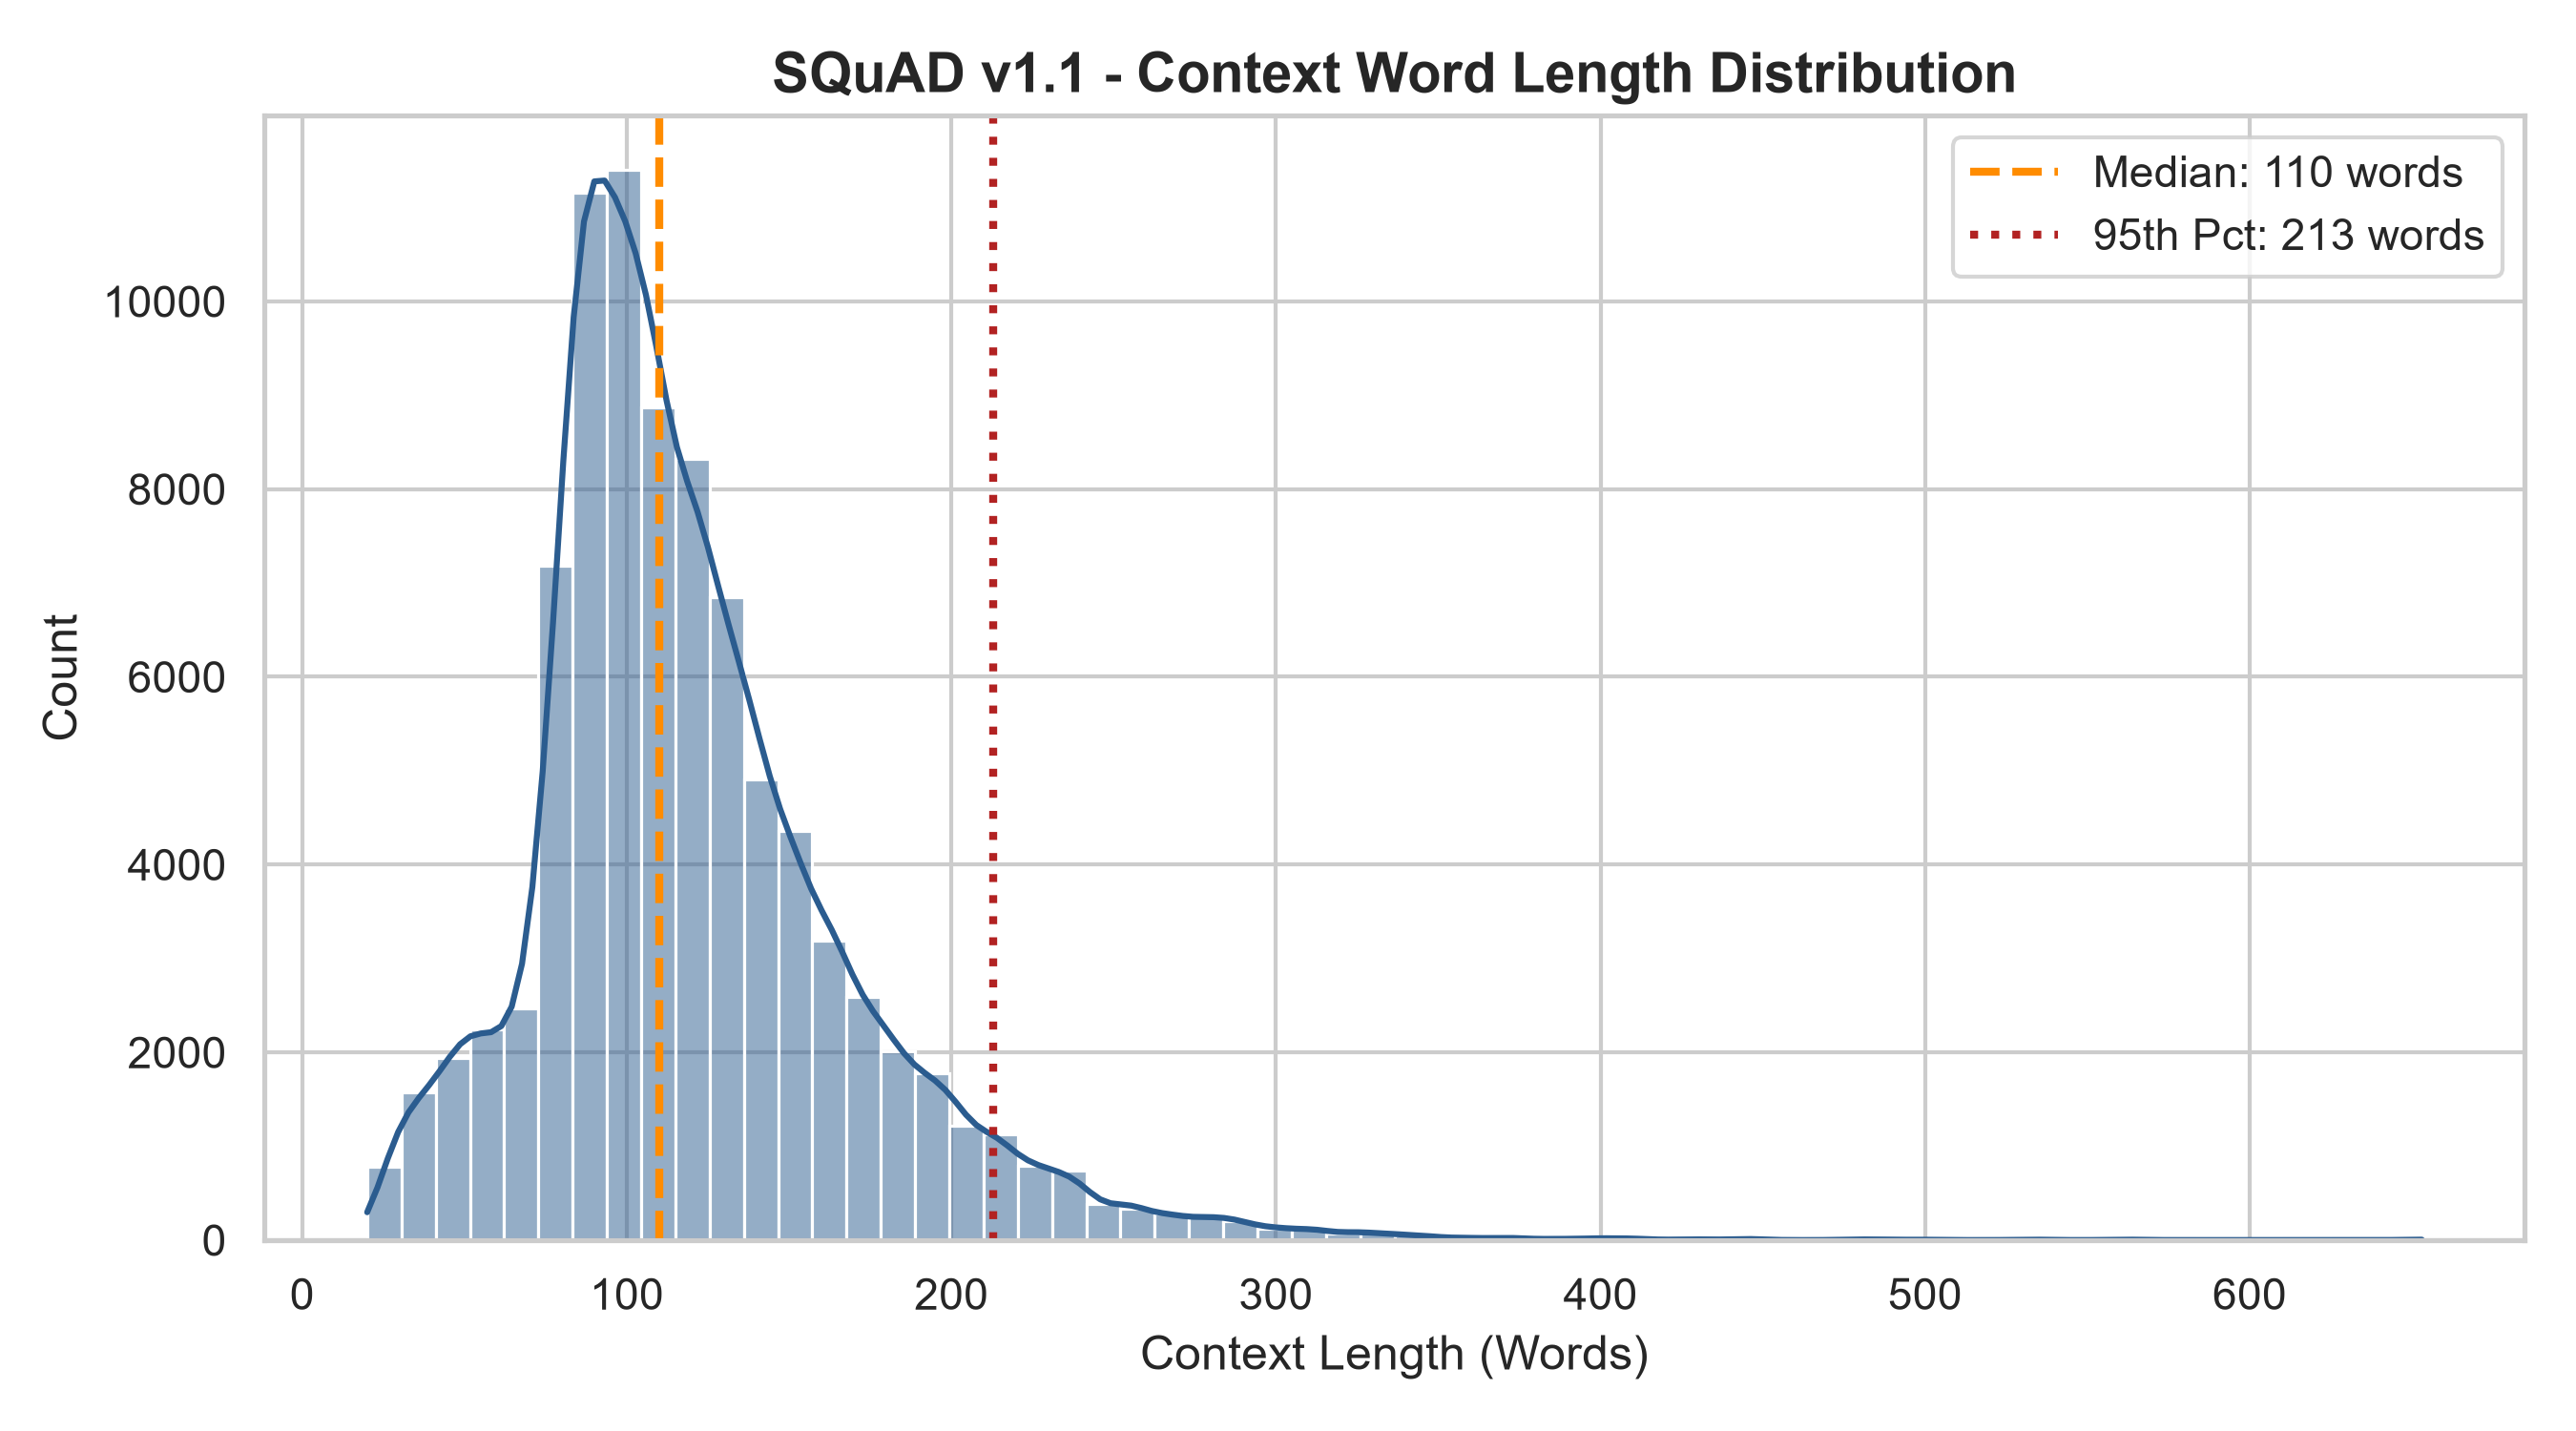 SQuAD v1.1 - Context Word Length Distribution
Median: 110 words
95th Pct: 213 words
Count
10000
8000
6000
4000
2000
0
0 100 200 300 400 500 600
Context Length (Words)